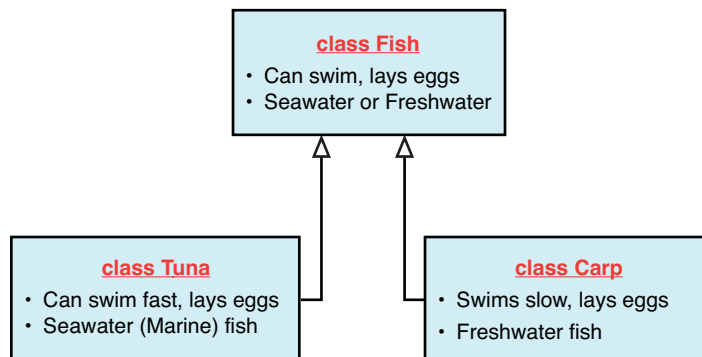 class Fish
• Can swim, lays eggs
• Seawater or Freshwater
class Tuna
• Can swim fast, lays eggs
• Seawater (Marine) fish
class Carp
• Swims slow, lays eggs
• Freshwater fish